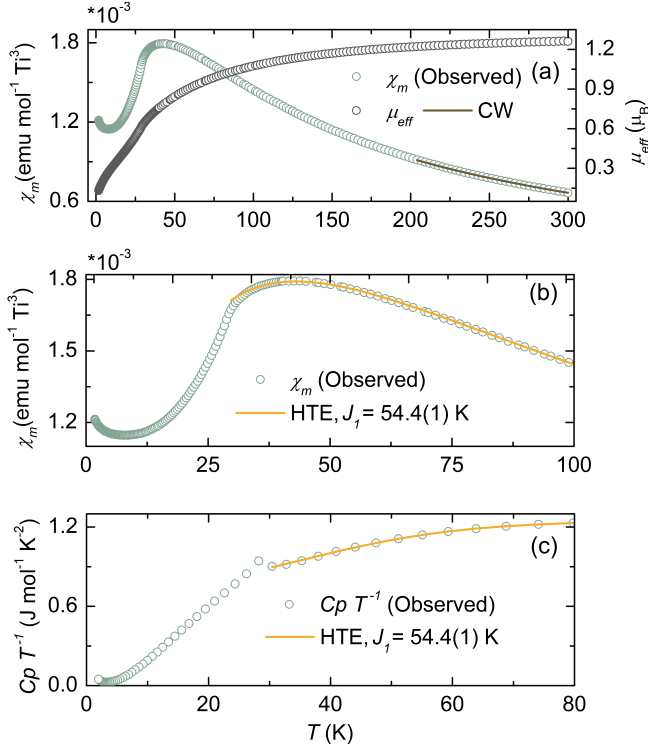 *10⁻³
1.8
1.2
0.6
χm(emu mol⁻¹ Ti³)
1.2
0.9
0.6
0.3
μeff (μB)
(a)
χm (Observed)
μeff CW
0 50 100 150 200 250 300
*10⁻³
1.8
1.5
1.2
χm(emu mol⁻¹ Ti³)
(b)
χm (Observed)
HTE, J₁ = 54.4(1) K
0 25 50 75 100
1.2
0.6
0.0
Cp T⁻¹ (J mol⁻¹ K⁻²)
(c)
Cp T⁻¹ (Observed)
HTE, J₁ = 54.4(1) K
0 20 40 60 80
T (K)